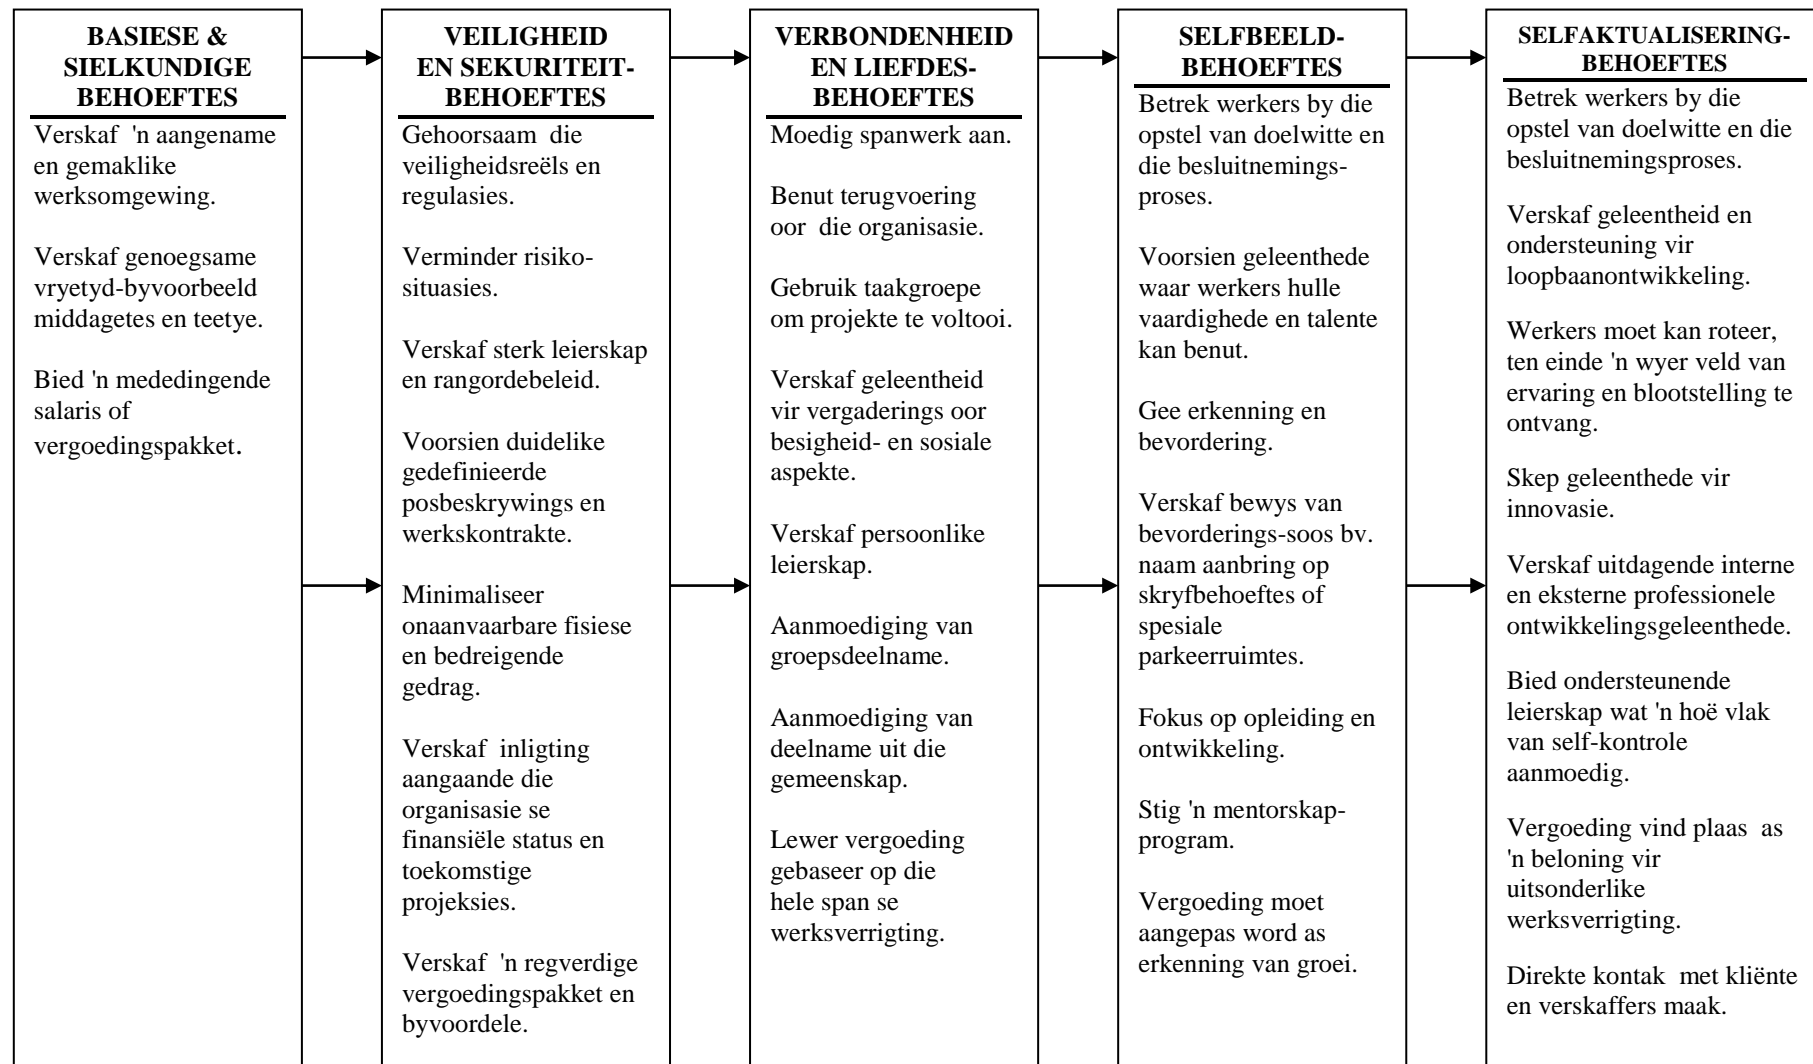 BASIESE &
SIELKUNDIGE
BEHOEFTES
Verskaf 'n aangename
en gemaklike
werksomgewing.
Verskaf genoegsame
vryetyd-byvoorbeeld
middagetes en teetye.
Bied 'n mededingende
salaris of
vergoedingspakket.
VEILIGHEID
EN SEKURITEIT-
BEHOEFTES
Gehoorsaam die
veiligheidsreëls en
regulasies.
Verminder risiko-
situasies.
Verskaf sterk leierskap
en rangordebeleid.
Voorsien duidelike
gedefinieerde
posbeskrywings en
werkskontrakte.
Minimaliseer
onaanvaarbare fisiese
en bedreigende
gedrag.
Verskaf inligting
aangaande die
organisasie se
finansiële status en
toekomstige
projeksies.
Verskaf 'n regverdige
vergoedingspakket en
byvoordele.
VERBONDENHEID
EN LIEFDES-
BEHOEFTES
Moedig spanwerk aan.
Benut terugvoering
oor die organisasie.
Gebruik taakgroepe
om projekte te voltooi.
Verskaf geleentheid
vir vergaderings oor
besigheid- en sosiale
aspekte.
Verskaf persoonlike
leierskap.
Aanmoediging van
groepsdeelname.
Aanmoediging van
deelname uit die
gemeenskap.
Lewer vergoeding
gebaseer op die
hele span se
werksverrigting.
SELFBEELD-
BEHOEFTES
Betrek werkers by die
opstel van doelwitte en
die besluitnemings-
proses.
Voorsien geleenthede
waar werkers hulle
vaardighede en talente
kan benut.
Gee erkenning en
bevordering.
Verskaf bewys van
bevorderings-soos bv.
naam aanbring op
skryfbehoeftes of
spesiale
parkeerruimtes.
Fokus op opleiding en
ontwikkeling.
Stig 'n mentorskap-
program.
Vergoeding moet
aangepas word as
erkenning van groei.
SELFAKTUALISERING-
BEHOEFTES
Betrek werkers by die
opstel van doelwitte en die
besluitnemingsproses.
Verskaf geleentheid en
ondersteuning vir
loopbaanontwikkeling.
Werkers moet kan roteer,
ten einde 'n wyer veld van
ervaring en blootstelling te
ontvang.
Skep geleenthede vir
innovasie.
Verskaf uitdagende interne
en eksterne professionele
ontwikkelingsgeleenthede.
Bied ondersteunende
leierskap wat 'n hoë vlak
van self-kontrole
aanmoedig.
Vergoeding vind plaas as
'n beloning vir
uitsonderlike
werksverrigting.
Direkte kontak met kliënte
en verskaffers maak.